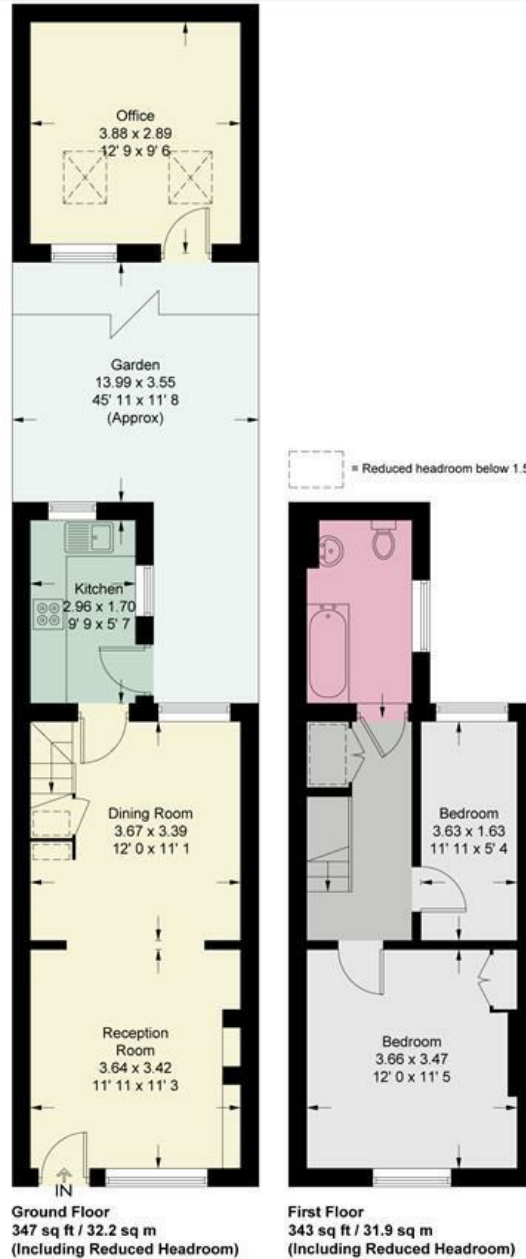 Office
3.88 x 2.89
12' 9 x 9' 6
Garden
13.99 x 3.55
45' 11 x 11' 8
(Approx)
= Reduced headroom below 1.5
Kitchen
2.96 x 1.70
9' 9 x 5' 7
Dining Room
3.67 x 3.39
12' 0 x 11' 1
Bedroom
3.63 x 1.63
11' 11 x 5' 4
Reception
Room
3.64 x 3.42
11' 11 x 11' 3
Bedroom
3.66 x 3.47
12' 0 x 11' 5
IN
Ground Floor
347 sq ft / 32.2 sq m
(Including Reduced Headroom)
First Floor
343 sq ft / 31.9 sq m
(Including Reduced Headroom)